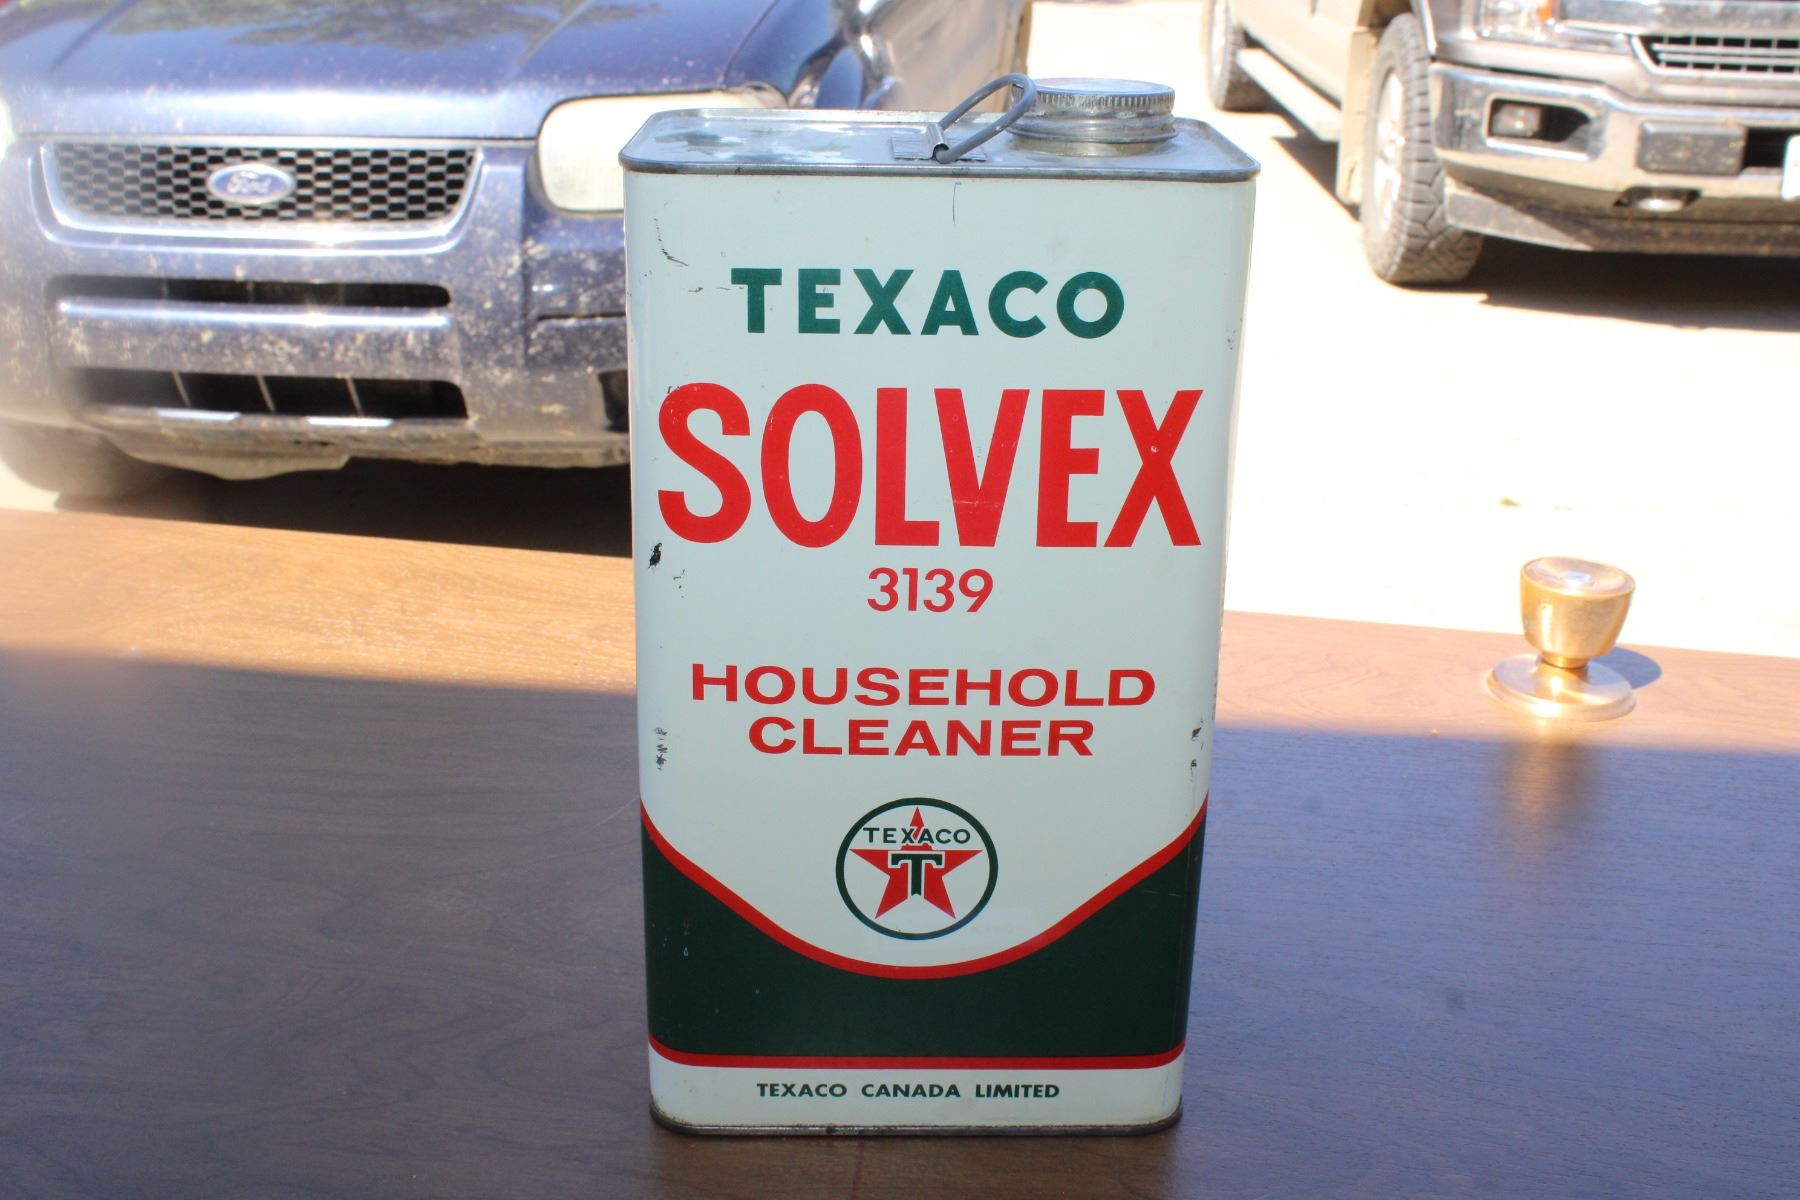 Ford
TEXACO
SOLVEX
3139
HOUSEHOLD
CLEANER
TEXACO
T
TEXACO CANADA LIMITED